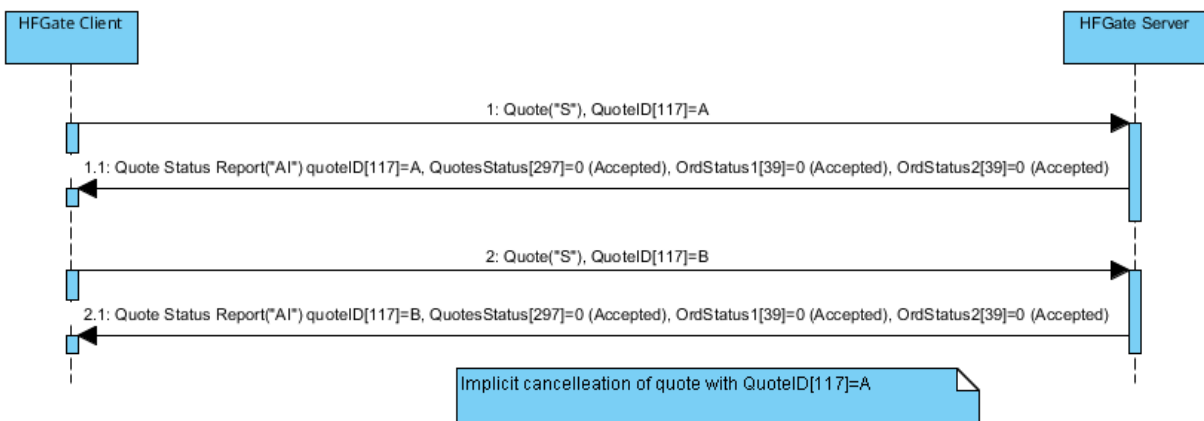 HFGate Client
HFGate Server
1: Quote("S"), QuoteID[117]=A
1.1: Quote Status Report("AI") quoteID[117]=A, QuotesStatus[297]=0 (Accepted), OrdStatus1[39]=0 (Accepted), OrdStatus2[39]=0 (Accepted)
2: Quote("S"), QuoteID[117]=B
2.1: Quote Status Report("AI") quoteID[117]=B, QuotesStatus[297]=0 (Accepted), OrdStatus1[39]=0 (Accepted), OrdStatus2[39]=0 (Accepted)
Implicit cancelleation of quote with QuoteID[117]=A